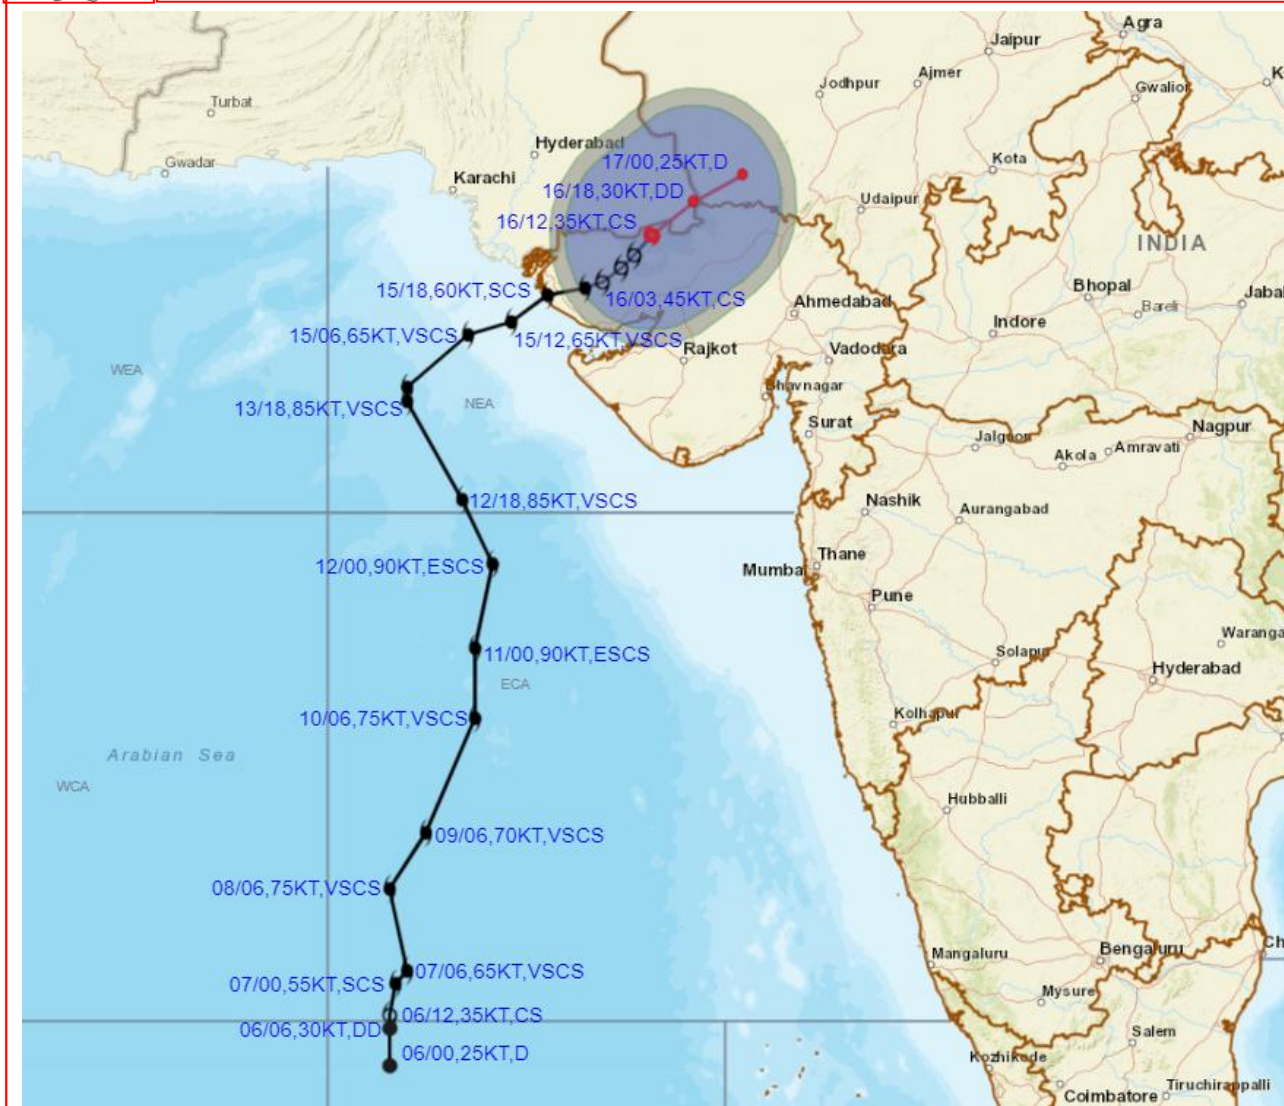 Agra
Jaipur
Jodhpur
Ajmer
Gwalior
K
Turbat
Hyderabad
Gwadar
Karachi
17/00,25KT,D
Kota
16/18,30KT,DD
Udaipur
16/12,35KT,CS
INDIA
15/18,60KT,SCS
16/03,45KT,CS
Bhopal
Bareli
Jabal
Ahmedabad
Indore
15/06,65KT,VSCS
15/12,65KT,VSCS
Rajkot
Vadodara
WEA
Bhavnagar
NEA
13/18,85KT,VSCS
Surat
Jalgaon
Akola
Amravati
Nagpur
12/18,85KT,VSCS
Nashik
Aurangabad
12/00,90KT,ESCS
Mumbai
Thane
Pune
Waranga
11/00,90KT,ESCS
Solapur
Hyderabad
ECA
10/06,75KT,VSCS
Kolhapur
Arabian Sea
WCA
Hubballi
09/06,70KT,VSCS
08/06,75KT,VSCS
Mangaluru
Bengaluru
Ch
07/06,65KT,VSCS
07/00,55KT,SCS
Mysuru
06/12,35KT,CS
06/06,30KT,DD
Salem
06/00,25KT,D
Kozhikode
Coimbatore
Tiruchirappalli